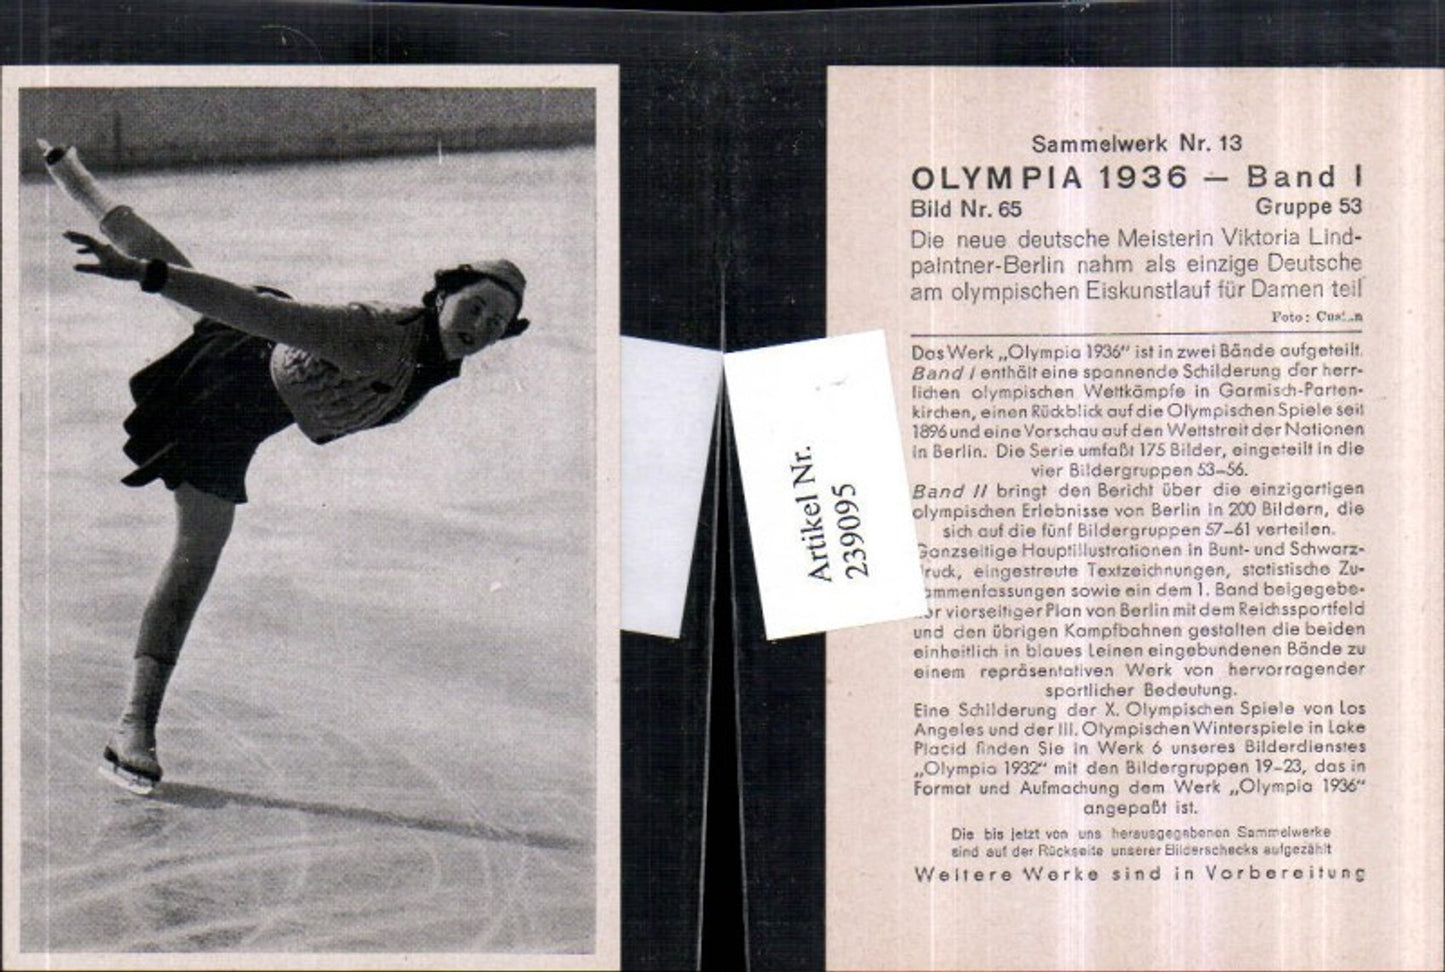 Artikel Nr.
239095
Sammelwerk Nr. 13
OLYMPIA 1936 — Band I
Bild Nr. 65 Gruppe 53
Die neue deutsche Meisterin Viktoria Lind-
paintner-Berlin nahm als einzige Deutsche
am olympischen Eiskunstlauf für Damen teil
Foto:
Das Werk „Olympia 1936“ ist in zwei Bände aufgeteilt.
Band I enthält eine spannende Schilderung der herr-
lichen olympischen Wettkämpfe in Garmisch-Parten-
kirchen, einen Rückblick auf die Olympischen Spiele seit
1896 und eine Vorschau auf den Wettstreit der Nationen
in Berlin. Die Serie umfaßt 175 Bilder, eingeteilt in die
vier Bildergruppen 53–56.
Band II bringt den Bericht über die einzigartigen
olympischen Erlebnisse von Berlin in 200 Bildern, die
sich auf die fünf Bildergruppen 57–61 verteilen.
Ganzseitige Hauptillustrationen in Bunt- und Schwarz-
druck, eingestreute Textzeichnungen, statistische Zu-
ammenfassungen sowie ein dem 1. Band beigegebe-
er vierseitiger Plan von Berlin mit dem Reichssportfeld
und den übrigen Kampfbahnen gestalten die beiden
einheitlich in blaues Leinen eingebundenen Bände zu
einem repräsentativen Werk von hervorragender
sportlicher Bedeutung.
Eine Schilderung der X. Olympischen Spiele von Los
Angeles und der III. Olympischen Winterspiele in Lake
Placid finden Sie in Werk 6 unseres Bilderdienstes
„Olympia 1932“ mit den Bildergruppen 19–23, das in
Format und Aufmachung dem Werk „Olympia 1936“
angepaßt ist.
Die bis jetzt von uns herausgegebenen Sammelwerke
sind auf der Rückseite unserer Bilderschecks aufgezählt
Weitere Werke sind in Vorbereitung